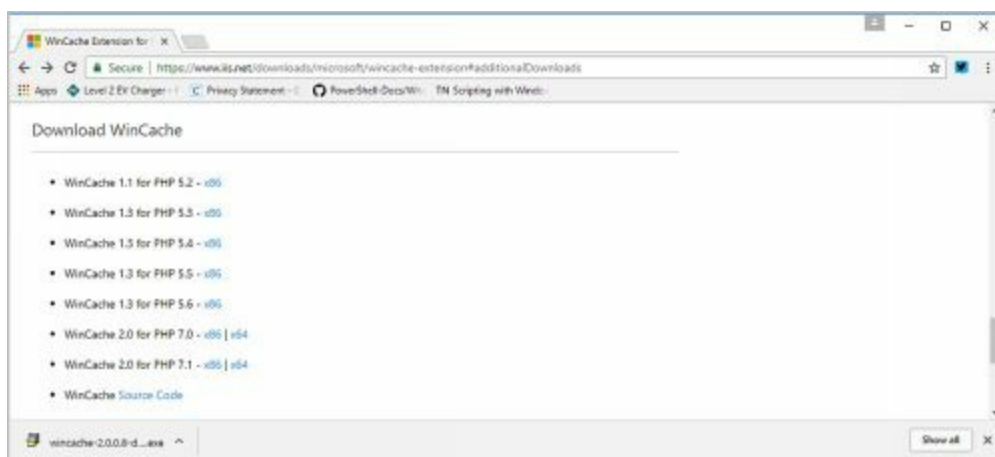 WinCache Extension for
Secure | https://www.iis.net/downloads/microsoft/wincache-extension#additionalDownloads
Apps Level 2 EV Charger - Privacy Statement - PowerShell-Docs/Wi TN Scripting with Wind
Download WinCache
• WinCache 1.1 for PHP 5.2 - x86
• WinCache 1.3 for PHP 5.3 - x86
• WinCache 1.3 for PHP 5.4 - x86
• WinCache 1.3 for PHP 5.5 - x86
• WinCache 1.3 for PHP 5.6 - x86
• WinCache 2.0 for PHP 7.0 - x86 | x64
• WinCache 2.0 for PHP 7.1 - x86 | x64
• WinCache Source Code
wincache-2.0.0.8-d....exe Show all